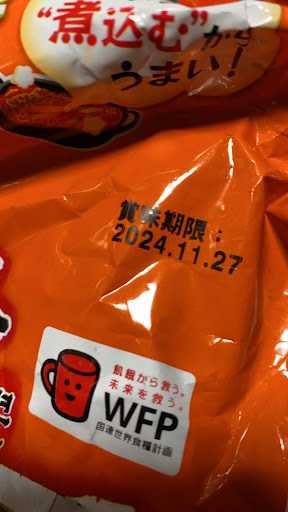 “煮込む”から
うまい!
賞味期限：
2024.11.27
飢餓から救う。
未来を救う。
WFP
国連世界食糧計画